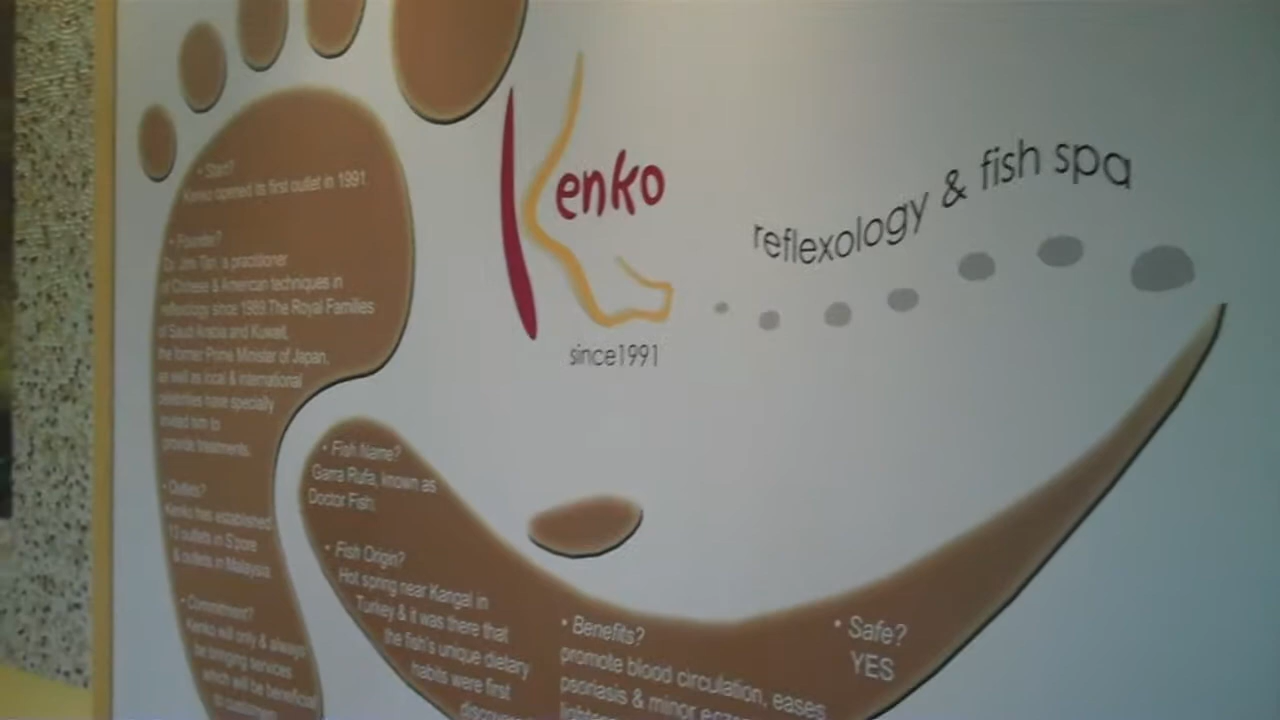 Kenko
since1991
reflexology & fish spa
• Start?
Kenko opened its first outlet in 1991.
• Founder?
Dr. Jimi Tan, a practitioner
of Chinese & American techniques in
reflexology since 1989.The Royal Families
of Saudi Arabia and Kuwait,
the former Prime Minister of Japan,
as well as local & international
celebrities have specially
invited him to
provide treatments.
• Outlets?
Kenko has established
outlets in S'pore
& outlets in Malaysia
• Commitment?
Kenko will only & always
be bringing services
which will be beneficial
to
• Fish Name?
Garra Rufa, known as
Doctor Fish.
• Fish Origin?
Hot spring near Kangal in
Turkey & it was there that
the fish's unique dietary
habits were first
• Benefits?
promote blood circulation, eases
psoriasis & minor
• Safe?
YES